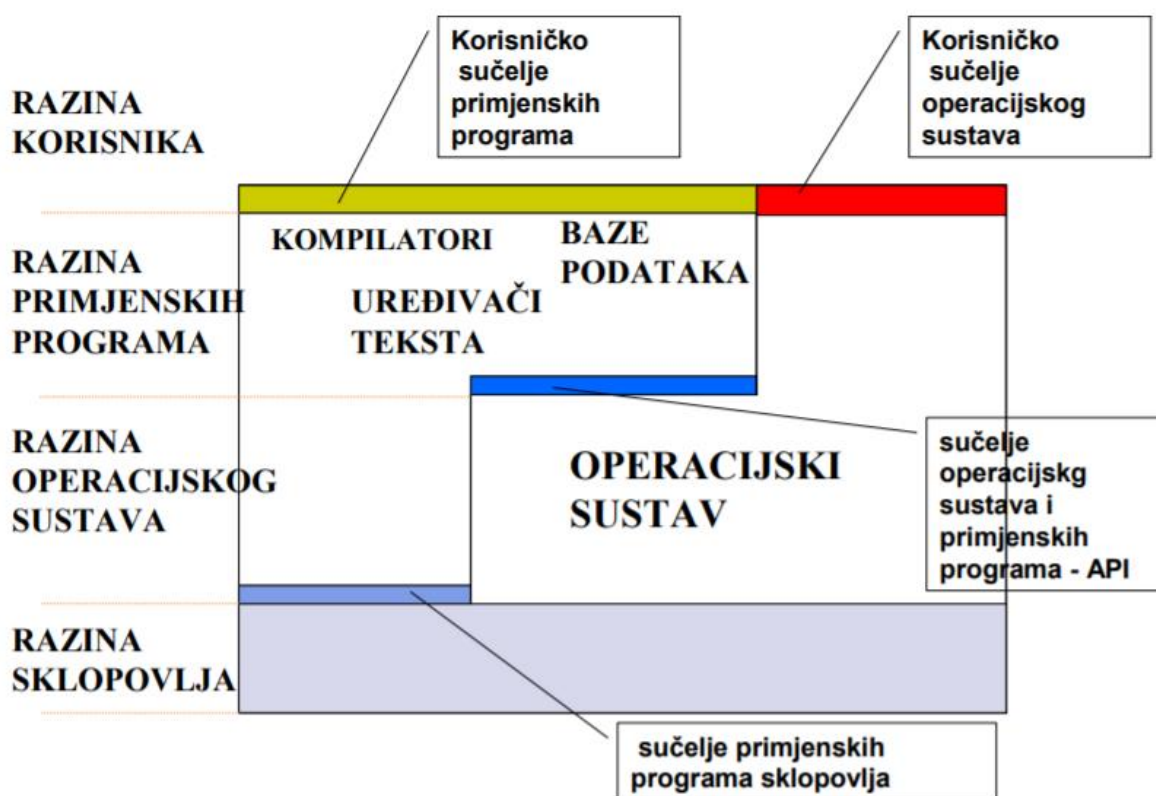 Korisničko
sučelje
primjenskih
programa
Korisničko
sučelje
operacijskog
sustava
RAZINA
KORISNIKA
RAZINA
PRIMJENSKIH
PROGRAMA
KOMPILATORI
BAZE
PODATAKA
UREĐIVAČI
TEKSTA
RAZINA
OPERACIJSKOG
SUSTAVA
OPERACIJSKI
SUSTAV
sučelje
operacijskg
sustava i
primjenskih
programa - API
RAZINA
SKLOPOVLJA
sučelje primjenskih
programa sklopovlja